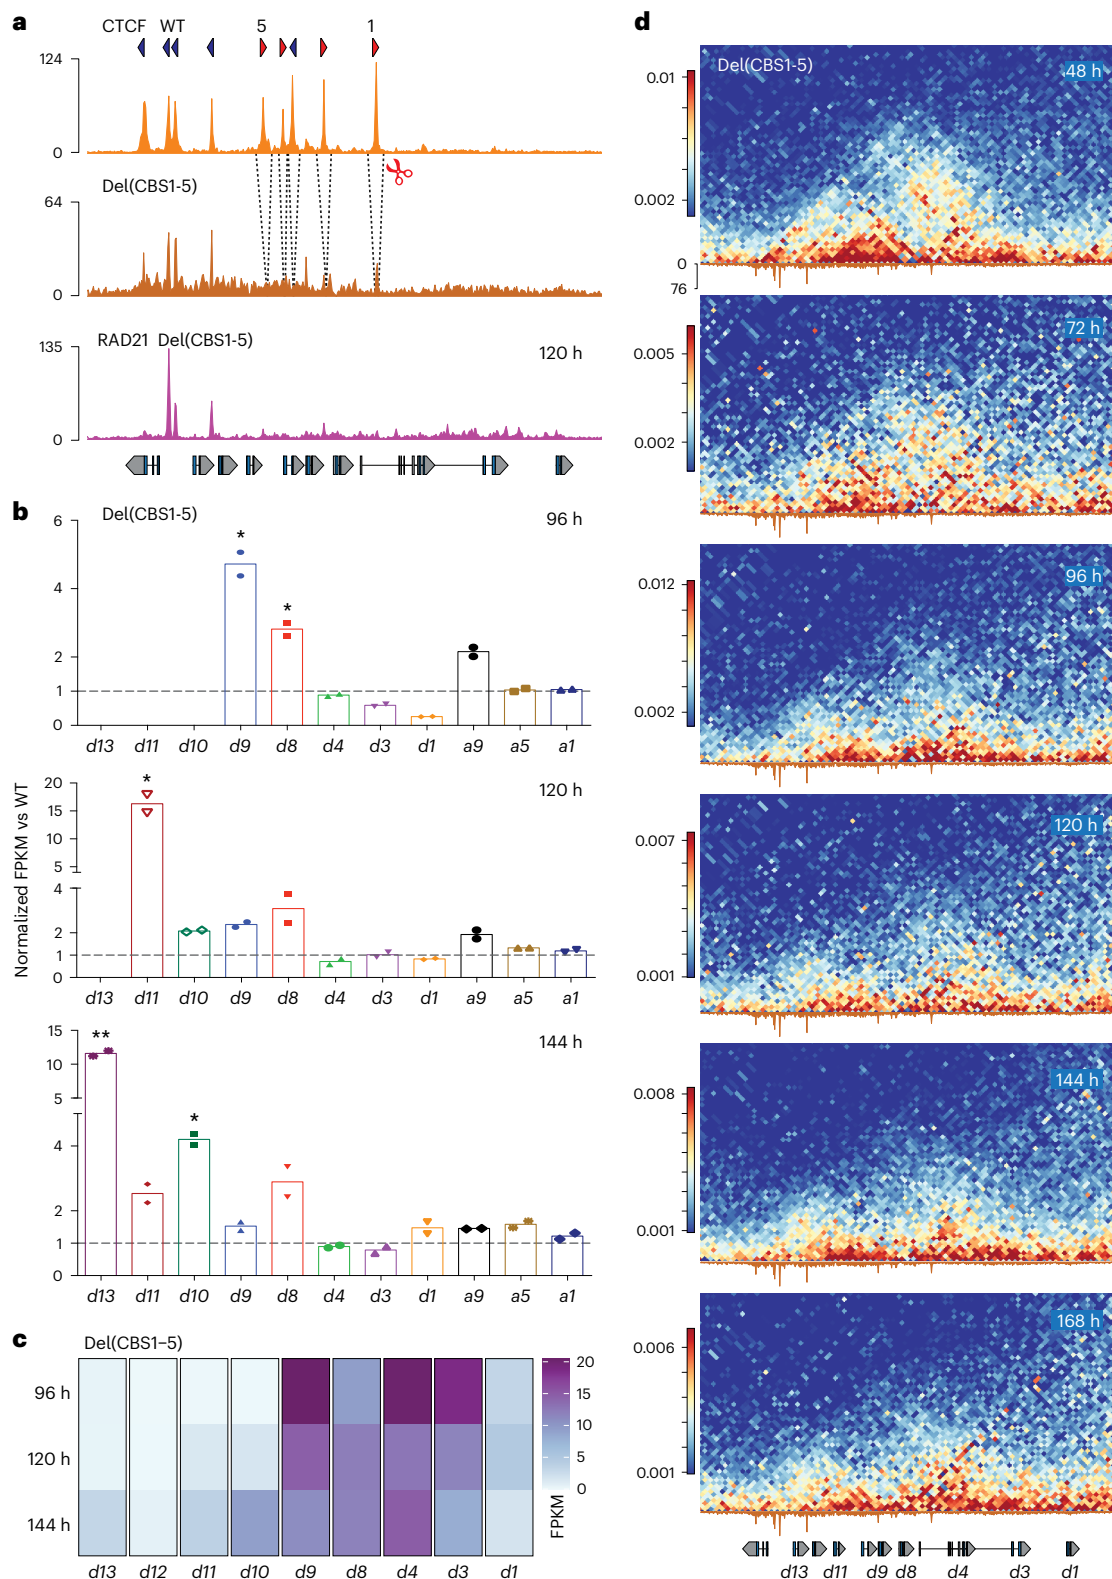 a
CTCF WT 5 1
124
0
Del(CBS1-5)
64
0
RAD21 Del(CBS1-5) 120 h
135
0
b
Del(CBS1-5) 96 h
6
4
2
1
0
d13 d11 d10 d9 d8 d4 d3 d1 a9 a5 a1
* *
Normalized FPKM vs WT
120 h
20
15
10
5
4
2
1
0
*
d13 d11 d10 d9 d8 d4 d3 d1 a9 a5 a1
144 h
15
10
5
4
2
1
0
** *
d13 d11 d10 d9 d8 d4 d3 d1 a9 a5 a1
c
Del(CBS1–5)
96 h
120 h
144 h
d13 d12 d11 d10 d9 d8 d4 d3 d1
20
15
10
5
0
FPKM
d
Del(CBS1-5) 48 h
0.01
0.002
0
76
72 h
0.005
0.002
96 h
0.012
0.002
120 h
0.007
0.001
144 h
0.008
0.001
168 h
0.006
0.001
d13 d11 d9 d8 d4 d3 d1